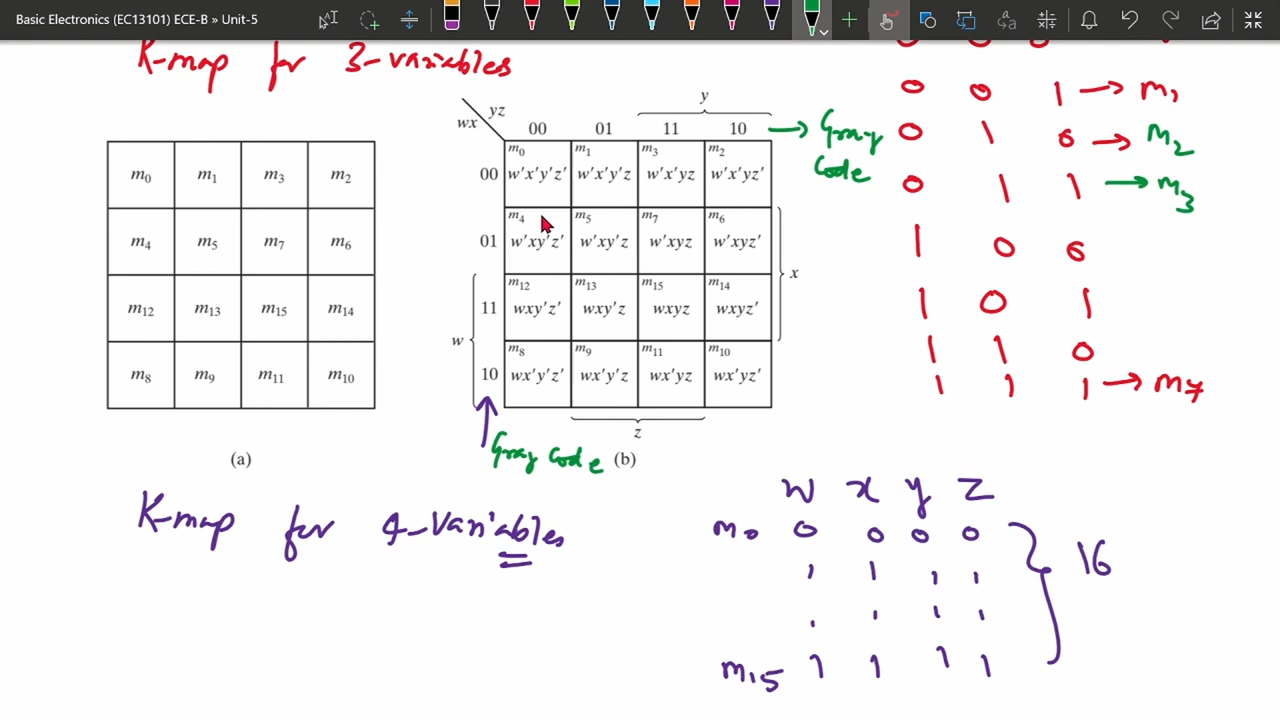 Basic Electronics (EC13101) ECE-B » Unit-5
K-map for 3-variables
0 0 1 → m1
0 1 0 → m2
0 1 1 → m3
1 0 0
1 0 1
1 1 0
1 1 1 → m7
m0 m1 m3 m2
m4 m5 m7 m6
m12 m13 m15 m14
m8 m9 m11 m10
(a)
y
yz
wx
00 01 11 10 → Gray Code
00
m0 m1 m3 m2
w'x'y'z' w'x'y'z w'x'yz w'x'yz'
01
m4 m5 m7 m6
w'xy'z' w'xy'z w'xyz w'xyz'
x
11
m12 m13 m15 m14
wxy'z' wxy'z wxyz wxyz'
w
10
m8 m9 m11 m10
wx'y'z' wx'y'z wx'yz wx'yz'
z
Gray code
(b)
K-map for 4-variables
w x y z
m0 0 0 0 0
m15 1 1 1 1
16